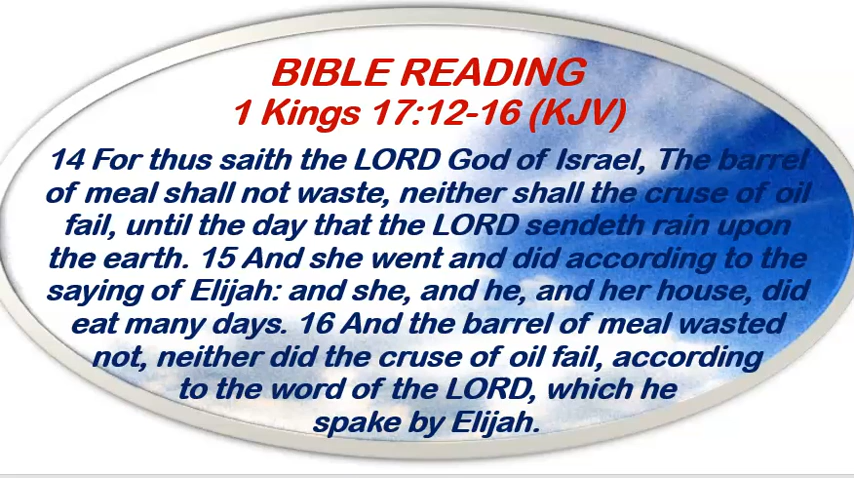 BIBLE READING
1 Kings 17:12-16 (KJV)
14 For thus saith the LORD God of Israel, The barrel
of meal shall not waste, neither shall the cruse of oil
fail, until the day that the LORD sendeth rain upon
the earth. 15 And she went and did according to the
saying of Elijah: and she, and he, and her house, did
eat many days. 16 And the barrel of meal wasted
not, neither did the cruse of oil fail, according
to the word of the LORD, which he
spake by Elijah.